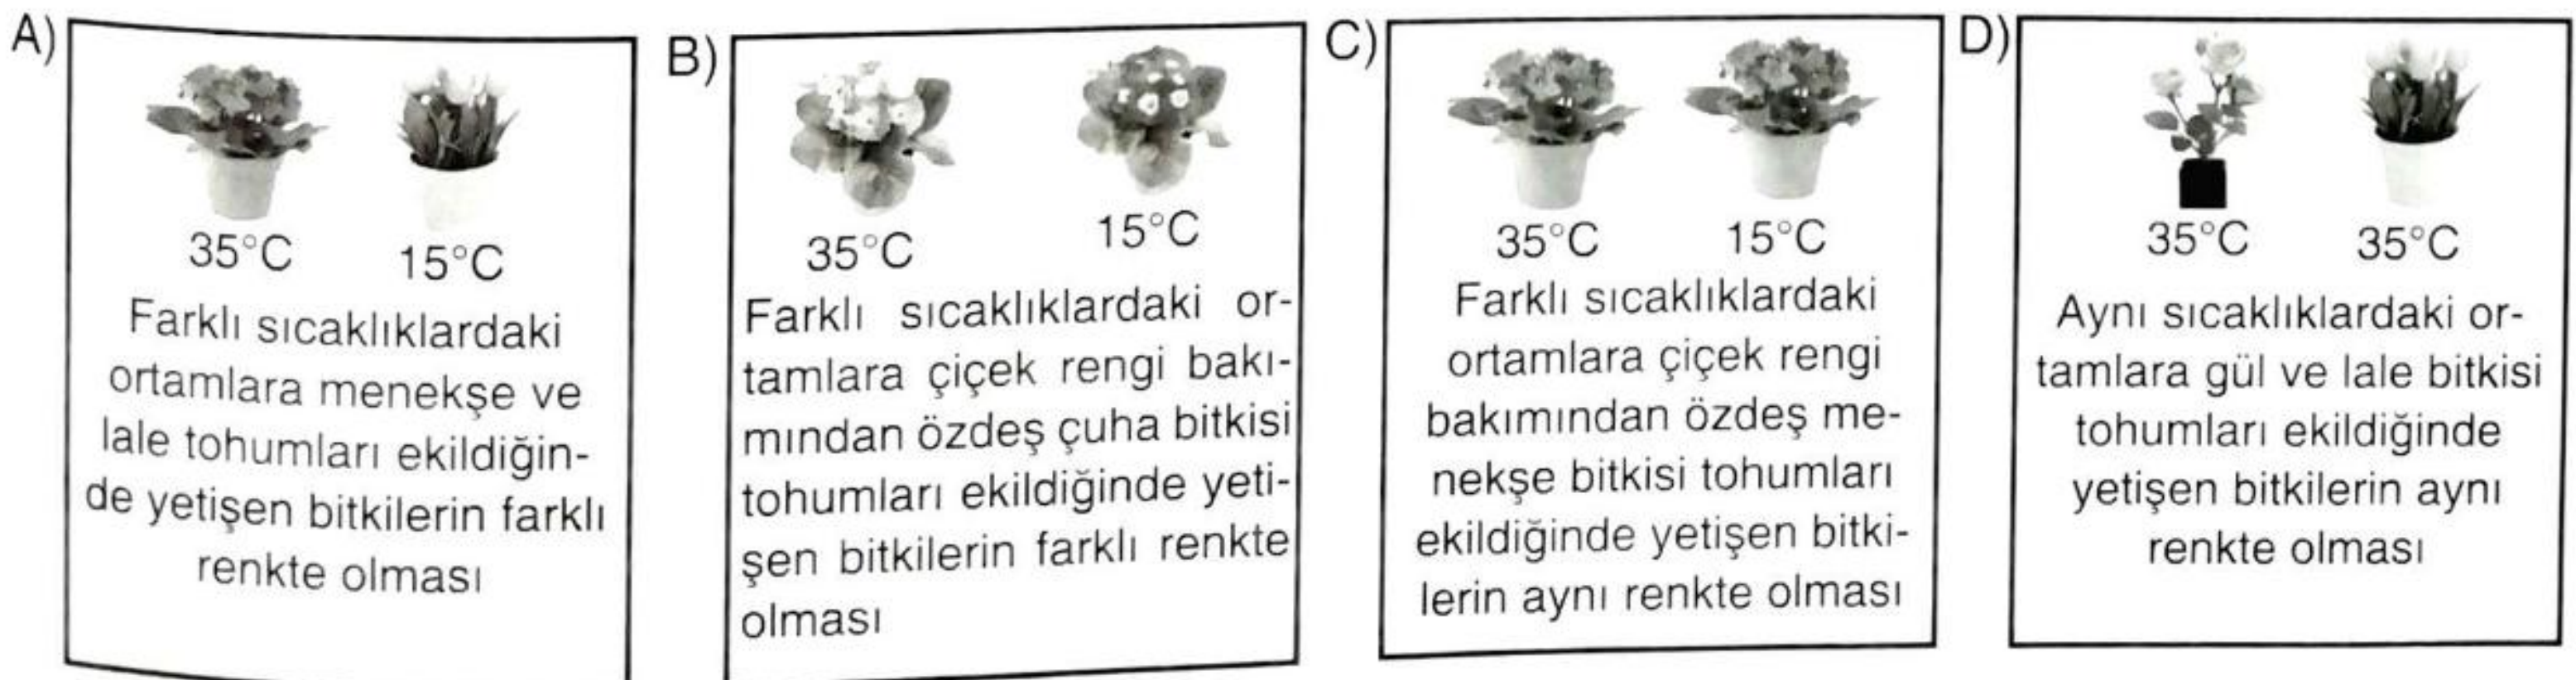 A)
35°C 15°C
Farklı sıcaklıklardaki
ortamlara menekşe ve
lale tohumları ekildiğin-
de yetişen bitkilerin farklı
renkte olması
B)
35°C 15°C
Farklı sıcaklıklardaki or-
tamlara çiçek rengi bakı-
mından özdeş çuha bitkisi
tohumları ekildiğinde yeti-
şen bitkilerin farklı renkte
olması
C)
35°C 15°C
Farklı sıcaklıklardaki
ortamlara çiçek rengi
bakımından özdeş me-
nekşe bitkisi tohumları
ekildiğinde yetişen bitki-
lerin aynı renkte olması
D)
35°C 35°C
Aynı sıcaklıklardaki or-
tamlara gül ve lale bitkisi
tohumları ekildiğinde
yetişen bitkilerin aynı
renkte olması